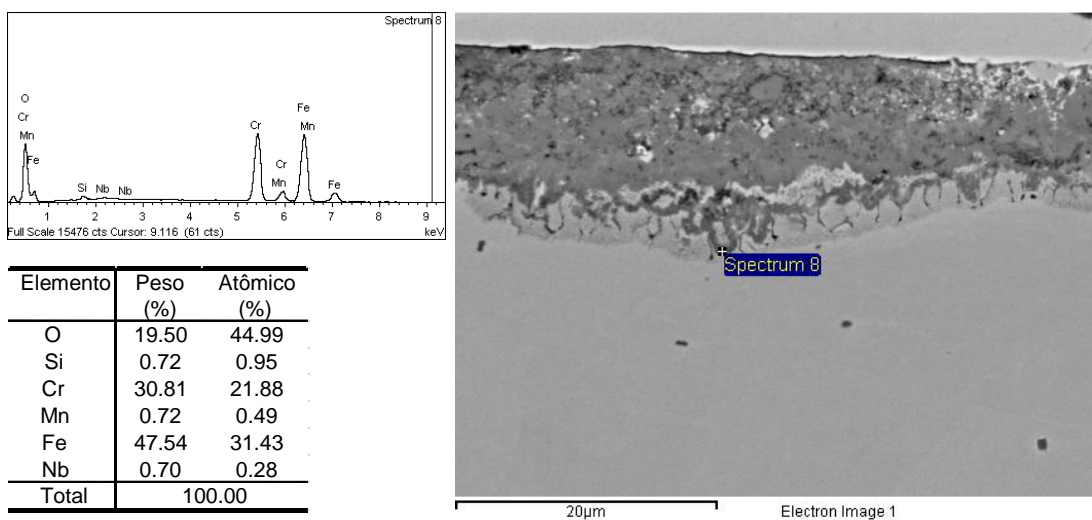 Spectrum 8
O
Cr
Mn
Fe
Si
Nb
Nb
Cr
Cr
Mn
Fe
Mn
Fe
1 2 3 4 5 6 7 8 9
Full Scale 15476 cts Cursor: 9.116 (61 cts)
keV
Elemento Peso Atômico
(%) (%)
O 19.50 44.99
Si 0.72 0.95
Cr 30.81 21.88
Mn 0.72 0.49
Fe 47.54 31.43
Nb 0.70 0.28
Total 100.00
Spectrum 8
20µm
Electron Image 1